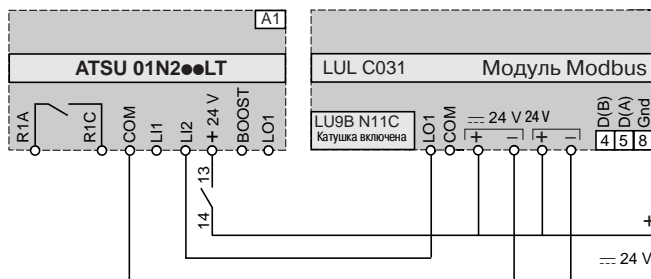 A1
ATSU 01N2●●LT
LUL C031 Модуль Modbus
R1A R1C COM LI1 LI2 + 24 V BOOST LO1
LU9B N11C
Катушка включена
LO1 COM
24 V 24 V
+ − + −
D(B) D(A) Gnd
4 5 8
13
14
+
24 V